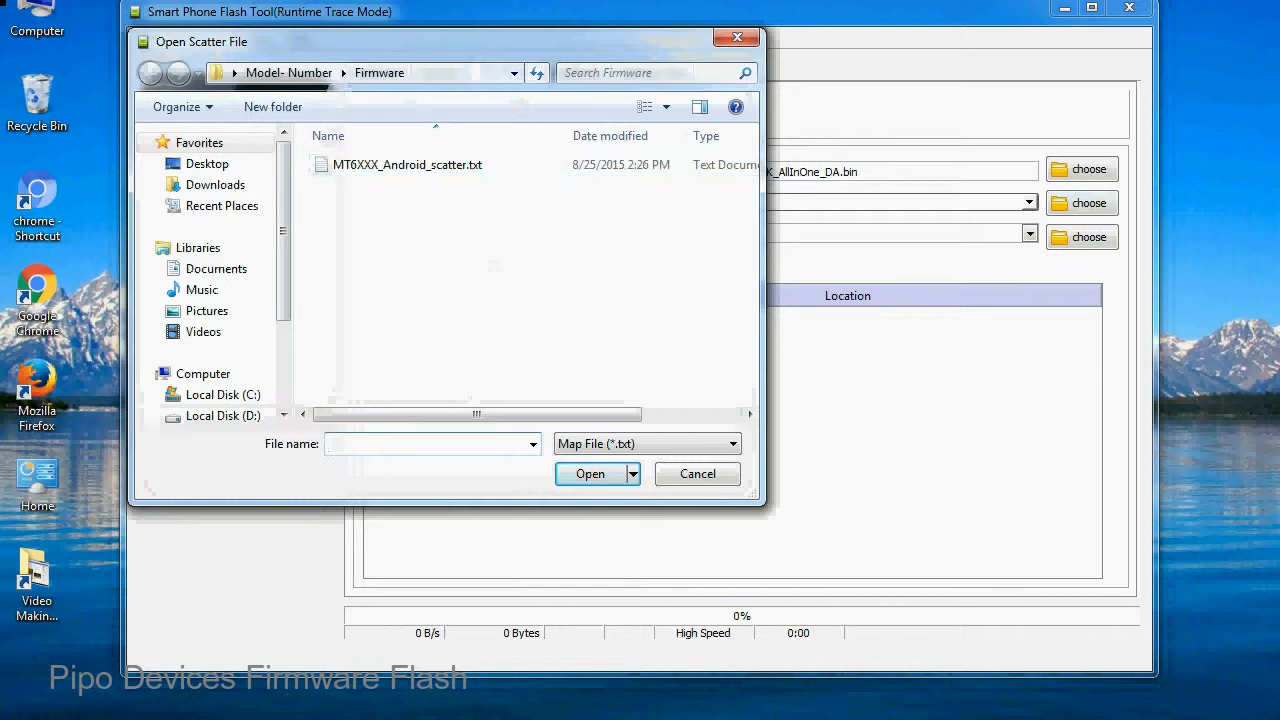 Smart Phone Flash Tool(Runtime Trace Mode)
Open Scatter File
Model- Number
Firmware
Search Firmware
Organize
New folder
Name
Date modified
Type
MT6XXX_Android_scatter.txt
8/25/2015 2:26 PM
Text Docum
Favorites
Desktop
Downloads
Recent Places
Libraries
Documents
Music
Pictures
Videos
Computer
Local Disk (C:)
Local Disk (D:)
File name:
Map File (*.txt)
Open
Cancel
K_AllInOne_DA.bin
choose
choose
choose
Location
0%
0 B/s
0 Bytes
High Speed
0:00
Computer
Recycle Bin
chrome -
Shortcut
Google
Chrome
Mozilla
Firefox
Home
Video
Makin...
Pipo Devices Firmware Flash